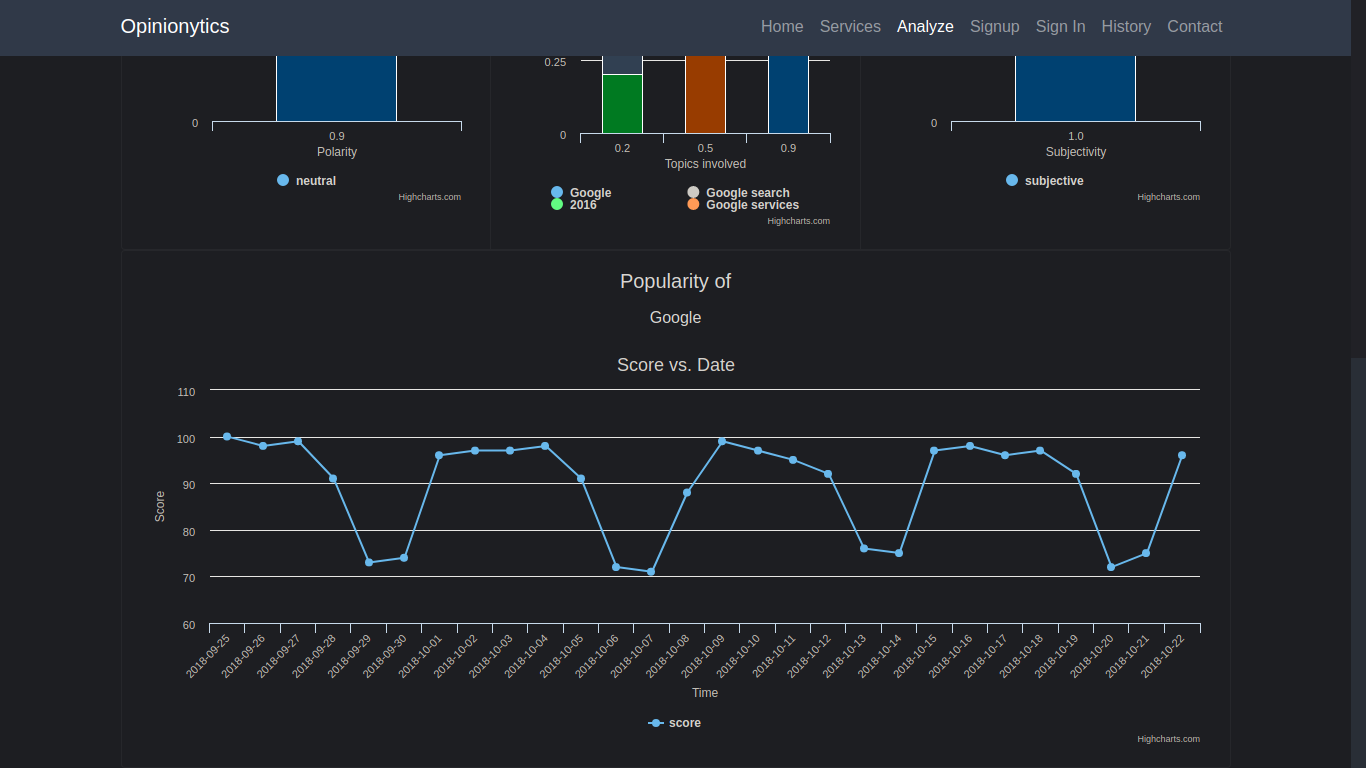 Opinionytics
Home Services Analyze Signup Sign In History Contact
0
0.9
Polarity
neutral
Highcharts.com
0.25
0
0.2 0.5 0.9
Topics involved
Google Google search
2016 Google services
Highcharts.com
0
1.0
Subjectivity
subjective
Highcharts.com
Popularity of
Google
Score vs. Date
Score
110
100
90
80
70
60
2018-09-25 2018-09-26 2018-09-27 2018-09-28 2018-09-29 2018-09-30 2018-10-01 2018-10-02 2018-10-03 2018-10-04 2018-10-05 2018-10-06 2018-10-07 2018-10-08 2018-10-09 2018-10-10 2018-10-11 2018-10-12 2018-10-13 2018-10-14 2018-10-15 2018-10-16 2018-10-17 2018-10-18 2018-10-19 2018-10-20 2018-10-21 2018-10-22
Time
score
Highcharts.com